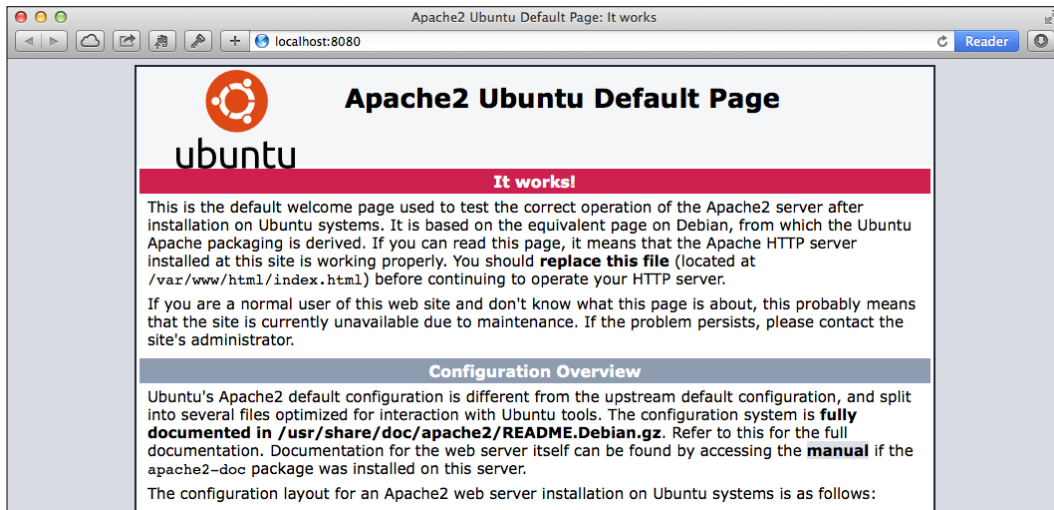 Apache2 Ubuntu Default Page: It works
localhost:8080
Reader
ubuntu
Apache2 Ubuntu Default Page
It works!
This is the default welcome page used to test the correct operation of the Apache2 server after
installation on Ubuntu systems. It is based on the equivalent page on Debian, from which the Ubuntu
Apache packaging is derived. If you can read this page, it means that the Apache HTTP server
installed at this site is working properly. You should replace this file (located at
/var/www/html/index.html) before continuing to operate your HTTP server.
If you are a normal user of this web site and don't know what this page is about, this probably means
that the site is currently unavailable due to maintenance. If the problem persists, please contact the
site's administrator.
Configuration Overview
Ubuntu's Apache2 default configuration is different from the upstream default configuration, and split
into several files optimized for interaction with Ubuntu tools. The configuration system is fully
documented in /usr/share/doc/apache2/README.Debian.gz. Refer to this for the full
documentation. Documentation for the web server itself can be found by accessing the manual if the
apache2-doc package was installed on this server.
The configuration layout for an Apache2 web server installation on Ubuntu systems is as follows: